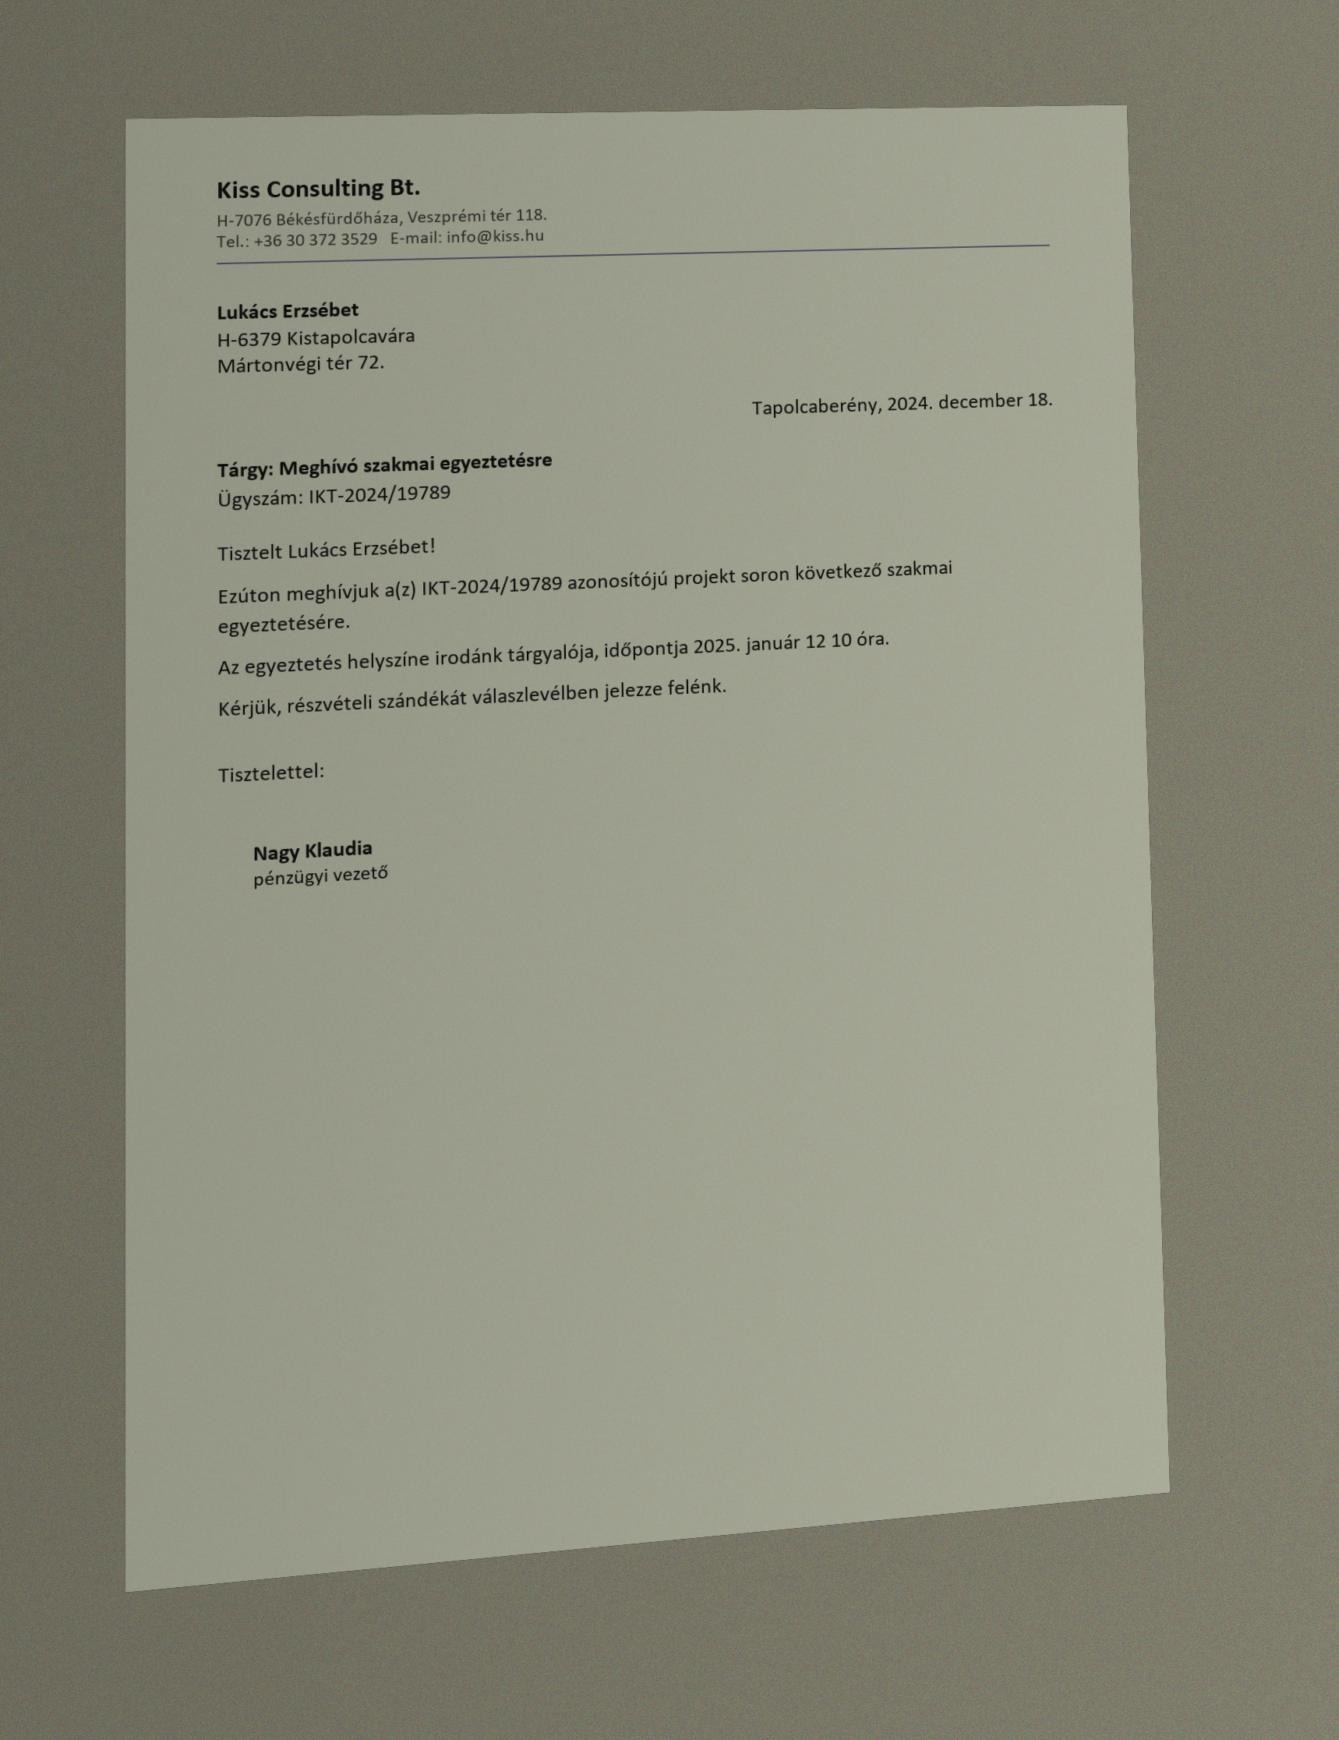 Kiss Consulting Bt.
H-7076 Békésfürdőháza, Veszprémi tér 118.
Tel.: +36 30 372 3529 E-mail: info@kiss.hu
Lukács Erzsébet
H-6379 Kistapolcavára
Mártonvégi tér 72.
Tapolcaberény, 2024. december 18.
Tárgy: Meghívó szakmai egyeztetésre
Ügyszám: IKT-2024/19789
Tisztelt Lukács Erzsébet!
Ezúton meghívjuk a(z) IKT-2024/19789 azonosítójú projekt soron következő szakmai
egyeztetésére.
Az egyeztetés helyszíne irodánk tárgyalója, időpontja 2025. január 12 10 óra.
Kérjük, részvételi szándékát válaszlevélben jelezze felénk.
Tisztelettel:
Nagy Klaudia
pénzügyi vezető